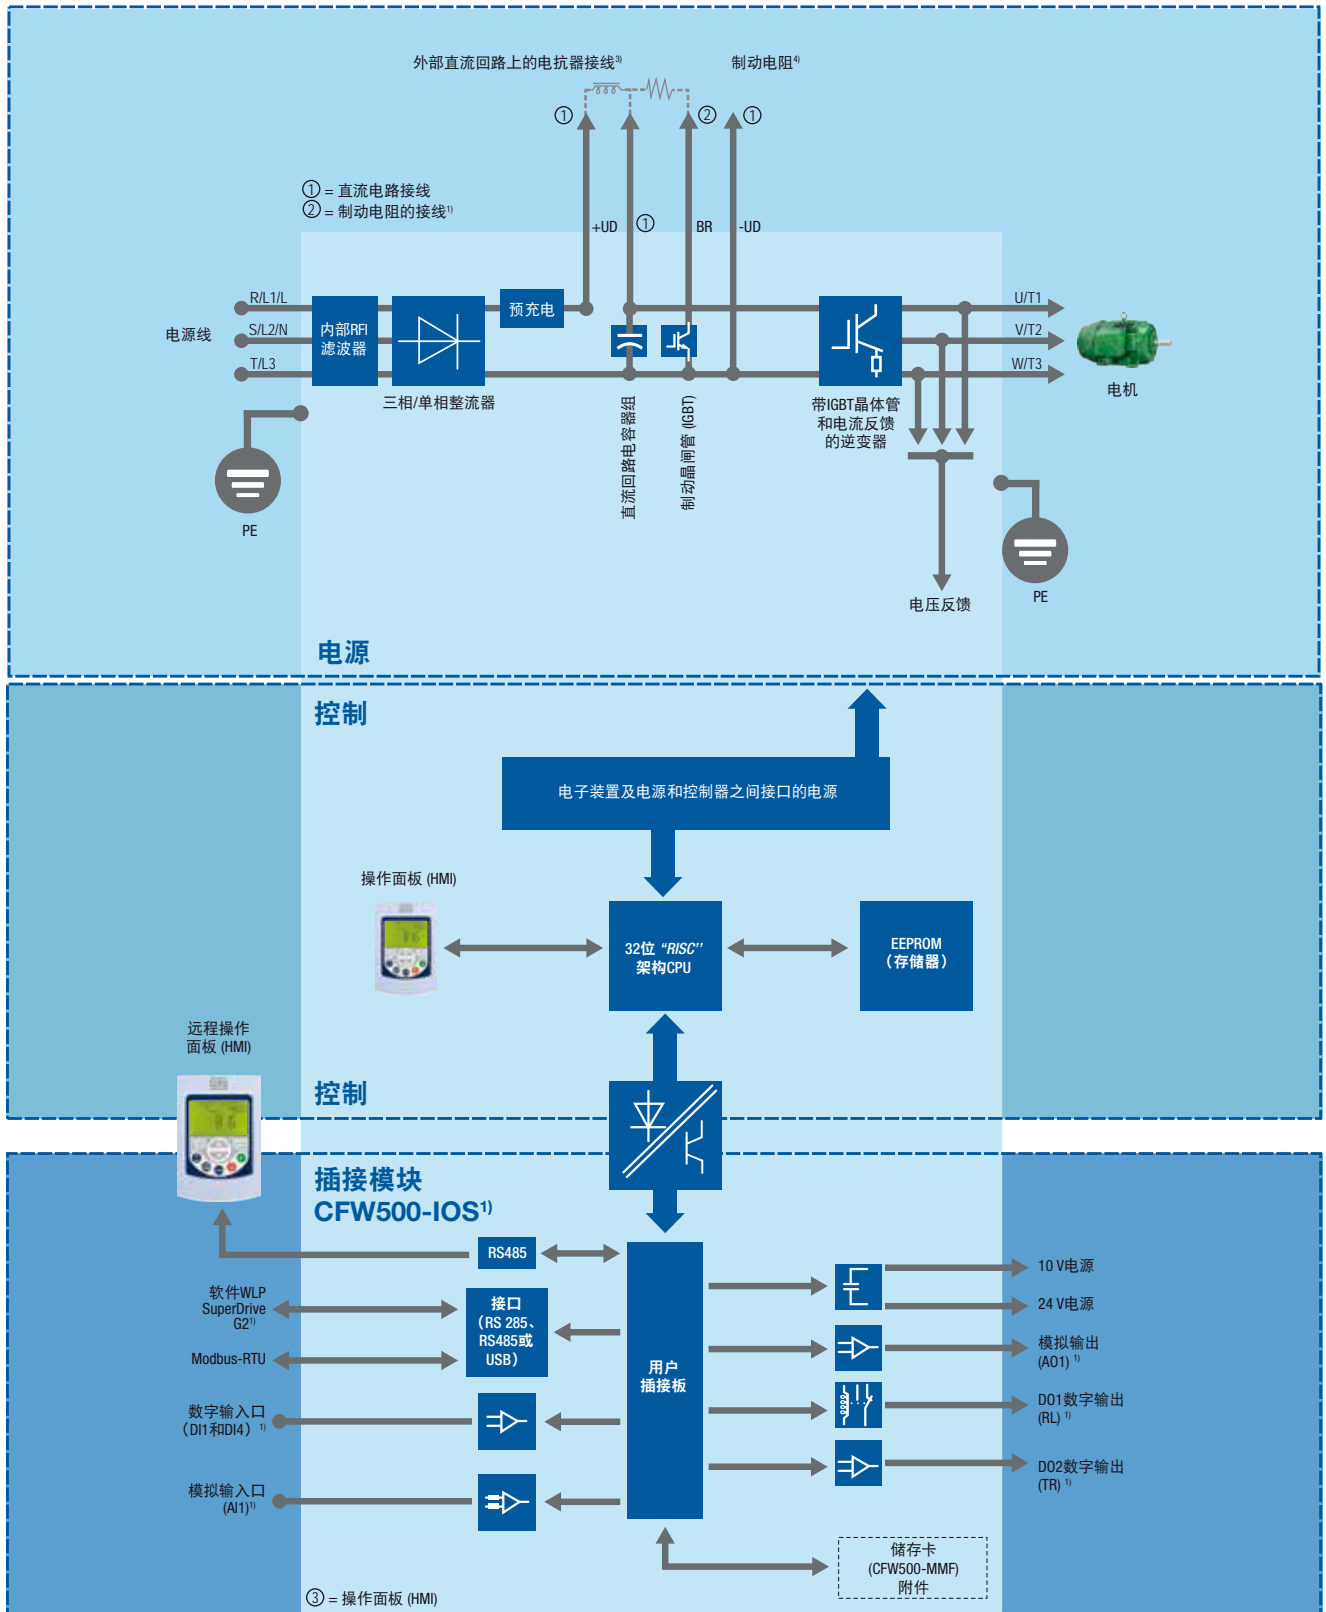 外部直流回路上的电抗器接线3)
制动电阻4)
① ② ①
① = 直流电路接线
② = 制动电阻的接线1)
+UD ① BR -UD
R/L1/L
S/L2/N
T/L3
电源线
内部RFI
滤波器
预充电
三相/单相整流器
直流回路电容器组
制动晶闸管 (IGBT)
带IGBT晶体管
和电流反馈
的逆变器
U/T1
V/T2
W/T3
电机
PE
电压反馈
PE
电源
控制
电子装置及电源和控制器之间接口的电源
操作面板 (HMI)
32位 “RISC”
架构CPU
EEPROM
(存储器)
远程操作
面板 (HMI)
控制
插接模块
CFW500-IOS1)
RS485
软件WLP
SuperDrive
G21)
接口
(RS 285、
RS485或
USB)
Modbus-RTU
用户
插接板
数字输入口
(DI1和DI4) 1)
模拟输入口
(AI1)1)
10 V电源
24 V电源
模拟输出
(AO1) 1)
DO1数字输出
(RL) 1)
DO2数字输出
(TR) 1)
储存卡
(CFW500-MMF)
附件
③ = 操作面板 (HMI)